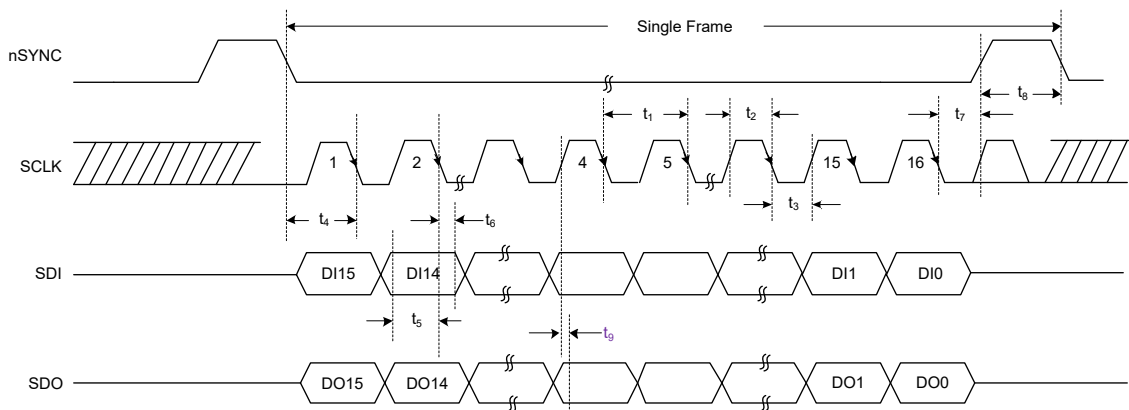 Single Frame
nSYNC
t8
t1
t2
t7
SCLK
1
2
4
5
15
16
t4
t6
t3
SDI
DI15
DI14
DI1
DI0
t5
t9
SDO
DO15
DO14
DO1
DO0